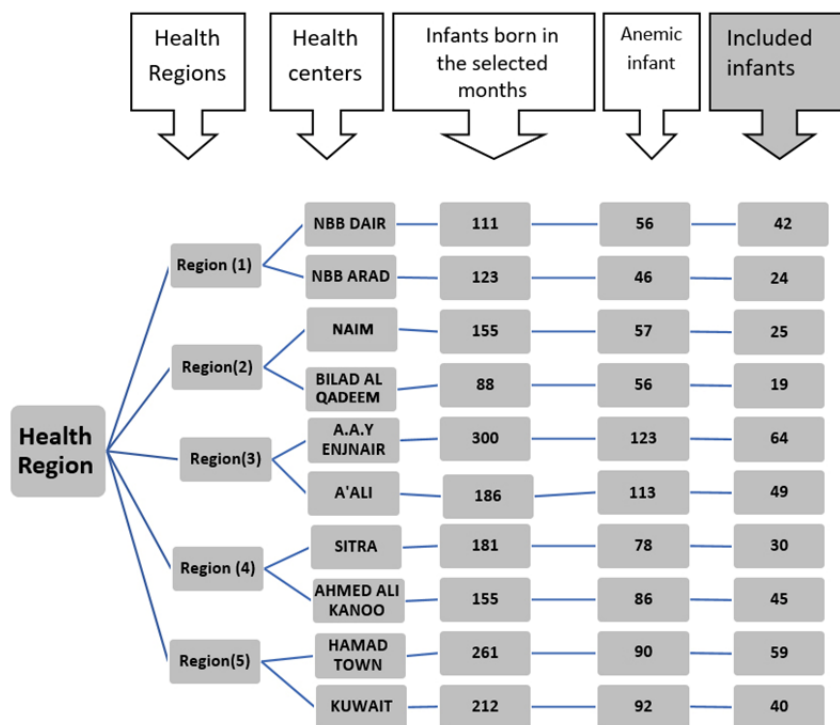 Health
Regions
Health
centers
Infants born in
the selected
months
Anemic
infant
Included
infants
Health
Region
Region (1)
NBB DAIR
111
56
42
NBB ARAD
123
46
24
Region(2)
NAIM
155
57
25
BILAD AL
QADEEM
88
56
19
Region(3)
A.A.Y
ENJNAIR
300
123
64
A'ALI
186
113
49
Region (4)
SITRA
181
78
30
AHMED ALI
KANOO
155
86
45
Region(5)
HAMAD
TOWN
261
90
59
KUWAIT
212
92
40